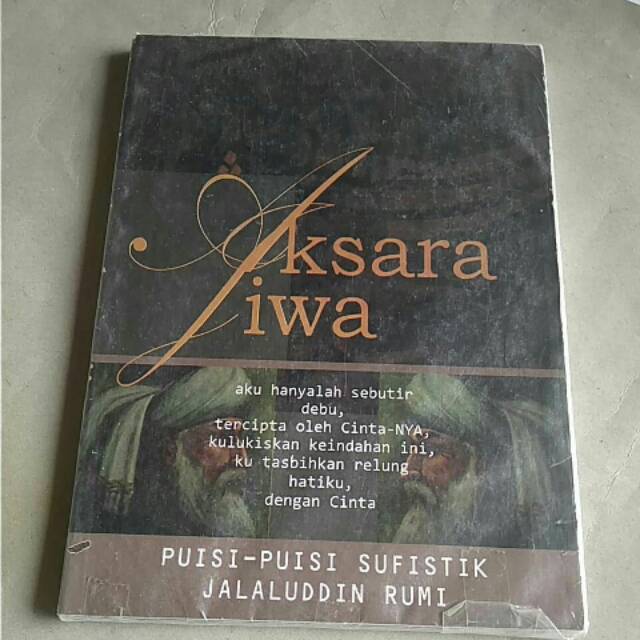 Aksara
Jiwa
aku hanyalah sebutir
debu,
tercipta oleh Cinta-NYA,
kulukiskan keindahan ini,
ku tasbihkan relung
hatiku,
dengan Cinta
PUISI-PUISI SUFISTIK
JALALUDDIN RUMI